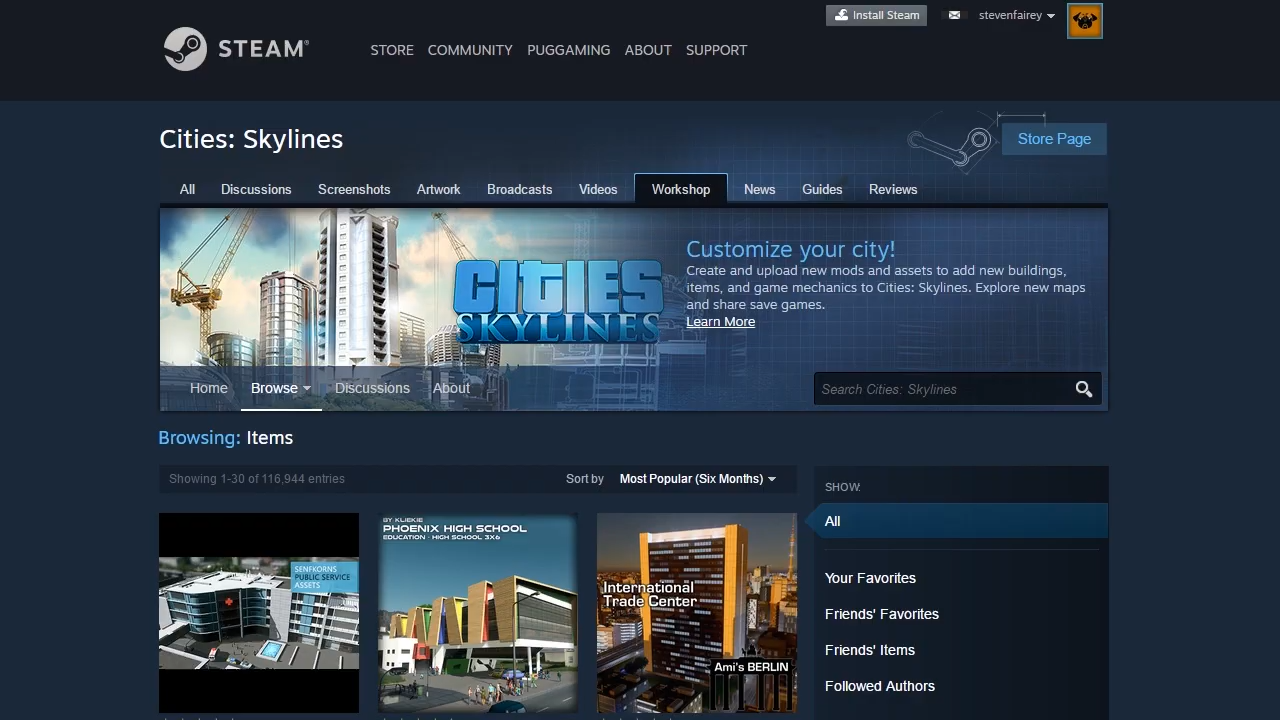 Install Steam
stevenfairey
STEAM®
STORE COMMUNITY PUGGAMING ABOUT SUPPORT
Cities: Skylines
Store Page
All Discussions Screenshots Artwork Broadcasts Videos Workshop News Guides Reviews
CITIES
SKYLINES
Customize your city!
Create and upload new mods and assets to add new buildings,
items, and game mechanics to Cities: Skylines. Explore new maps
and share save games.
Learn More
Home Browse Discussions About
Search Cities: Skylines
Browsing: Items
Showing 1-30 of 116,944 entries
Sort by Most Popular (Six Months)
SENFKORNS
PUBLIC SERVICE
ASSETS
BY KLIEKIE
PHOENIX HIGH SCHOOL
EDUCATION - HIGH SCHOOL 3X6
International
Trade Center
Ami's BERLIN
SHOW:
All
Your Favorites
Friends' Favorites
Friends' Items
Followed Authors